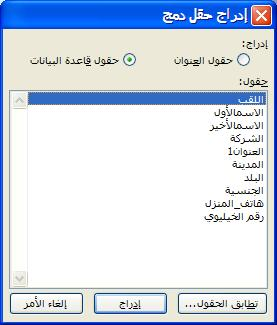 إدراج حقل دمج
إدراج:
حقول العنوان حقول قاعدة البيانات
حقول:
اللقب
الاسمالأول
الاسمالأخير
الشركة
العنوان1
المدينة
البلد
الجنسية
هاتف_المنزل
رقم الخيليوي
تطابق الحقول... إدراج إلغاء الأمر